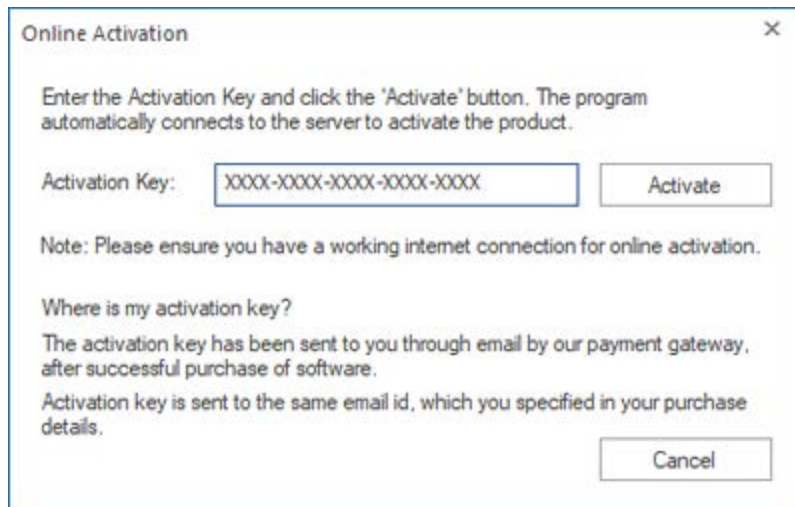 Online Activation
Enter the Activation Key and click the 'Activate' button. The program
automatically connects to the server to activate the product.
Activation Key: XXXX-XXXX-XXXX-XXXX-XXXX Activate
Note: Please ensure you have a working internet connection for online activation.
Where is my activation key?
The activation key has been sent to you through email by our payment gateway,
after successful purchase of software.
Activation key is sent to the same email id, which you specified in your purchase
details.
Cancel